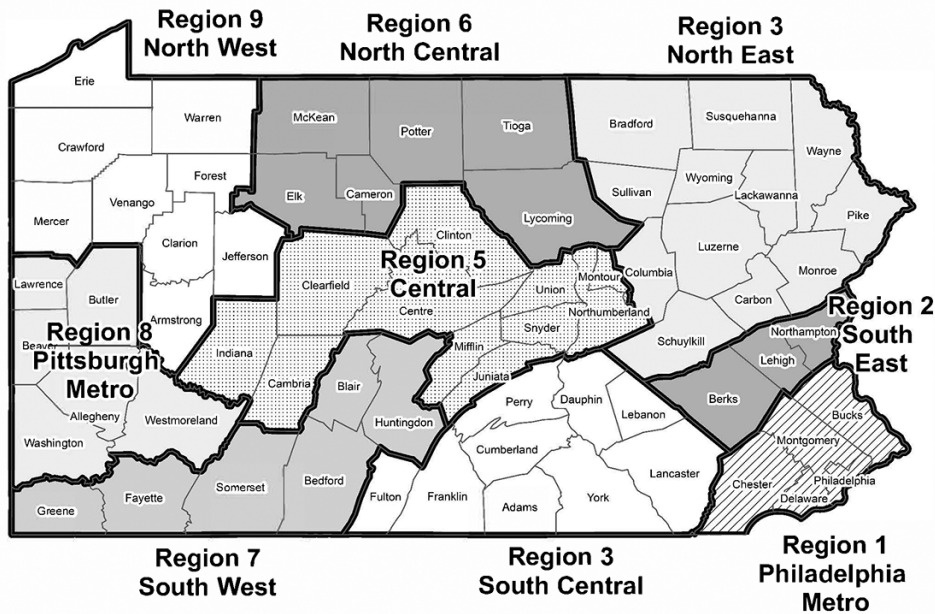 Region 9
North West
Region 6
North Central
Region 3
North East
Erie
Warren
McKean
Potter
Tioga
Bradford
Susquehanna
Wayne
Crawford
Forest
Elk
Cameron
Sullivan
Wyoming
Lackawanna
Pike
Mercer
Venango
Clarion
Jefferson
Lycoming
Clinton
Region 5
Central
Clearfield
Centre
Union
Montour
Columbia
Luzerne
Monroe
Carbon
Lawrence
Butler
Armstrong
Snyder
Northumberland
Region 2
South
East
Northampton
Region 8
Pittsburgh
Metro
Beaver
Indiana
Cambria
Mifflin
Juniata
Schuylkill
Lehigh
Berks
Bucks
Blair
Huntingdon
Perry
Dauphin
Lebanon
Allegheny
Westmoreland
Washington
Cumberland
Lancaster
Montgomery
Chester
Philadelphia
Delaware
Greene
Fayette
Somerset
Bedford
Fulton
Franklin
Adams
York
Region 7
South West
Region 3
South Central
Region 1
Philadelphia
Metro